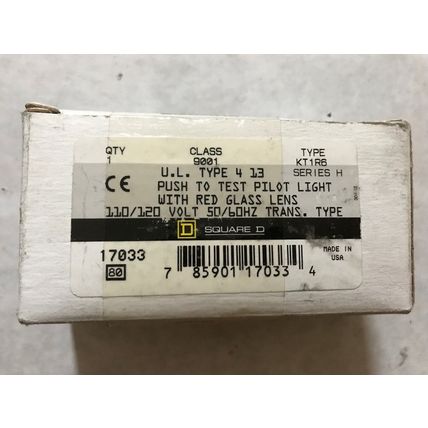 QTY CLASS TYPE
1 9001 KT1R6
U.L. TYPE 4 13 SERIES H
CE PUSH TO TEST PILOT LIGHT
WITH RED GLASS LENS
110/120 VOLT 50/60HZ TRANS. TYPE
D SQUARE D
17033 MADE IN
80 USA
7 85901 17033 4